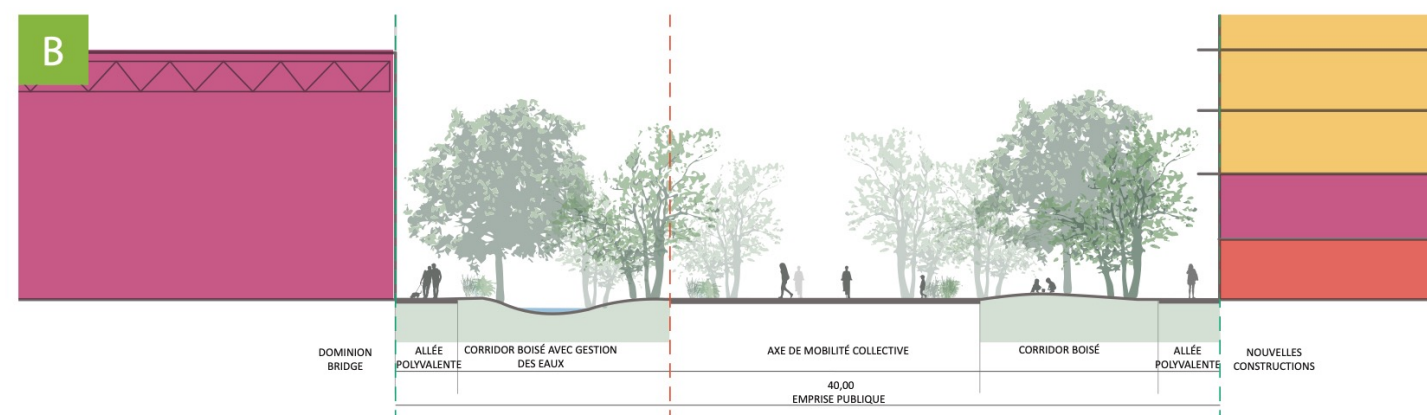 B
DOMINION
BRIDGE
ALLÉE
POLYVALENTE
CORRIDOR BOISÉ AVEC GESTION
DES EAUX
AXE DE MOBILITÉ COLLECTIVE
CORRIDOR BOISÉ
ALLÉE
POLYVALENTE
NOUVELLES
CONSTRUCTIONS
40,00
EMPRISE PUBLIQUE